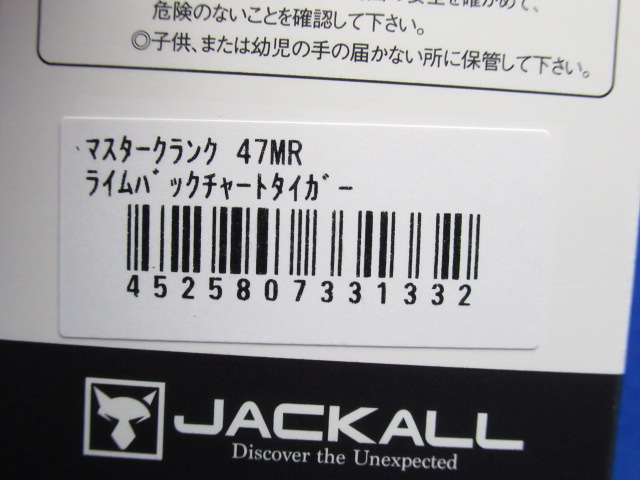 危険のないことを確認して下さい。
◎子供、または幼児の手の届かない所に保管して下さい。
ﾏｽﾀｰｸﾗﾝｸ 47MR
ﾗｲﾑﾊﾞｯｸﾁｬｰﾄﾀｲｶﾞｰ
4525807331332
JACKALL
Discover the Unexpected